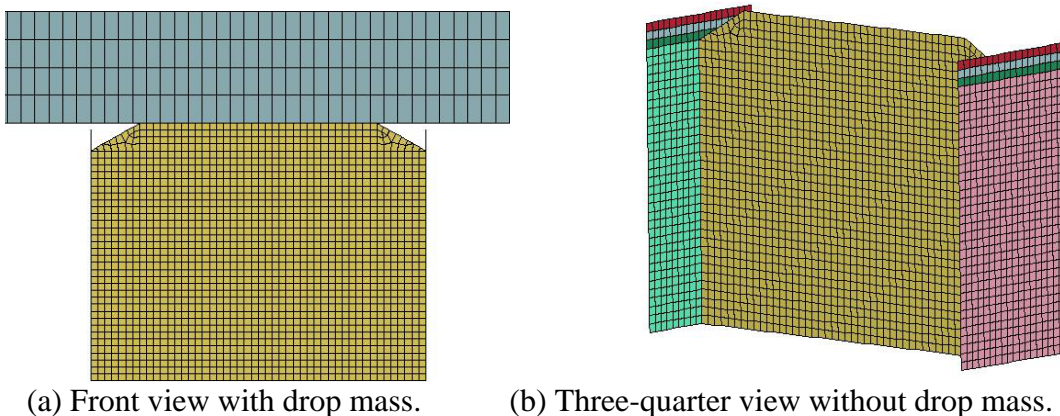 (a) Front view with drop mass.
(b) Three-quarter view without drop mass.